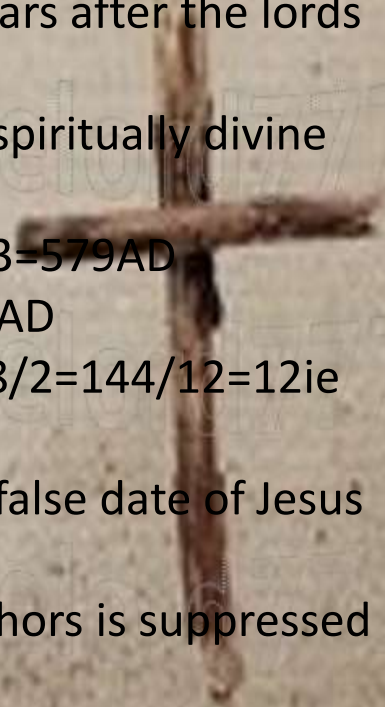 ars after the lords
spiritually divine
3=579AD
AD
8/2=144/12=12ie
false date of Jesus
hors is suppressed